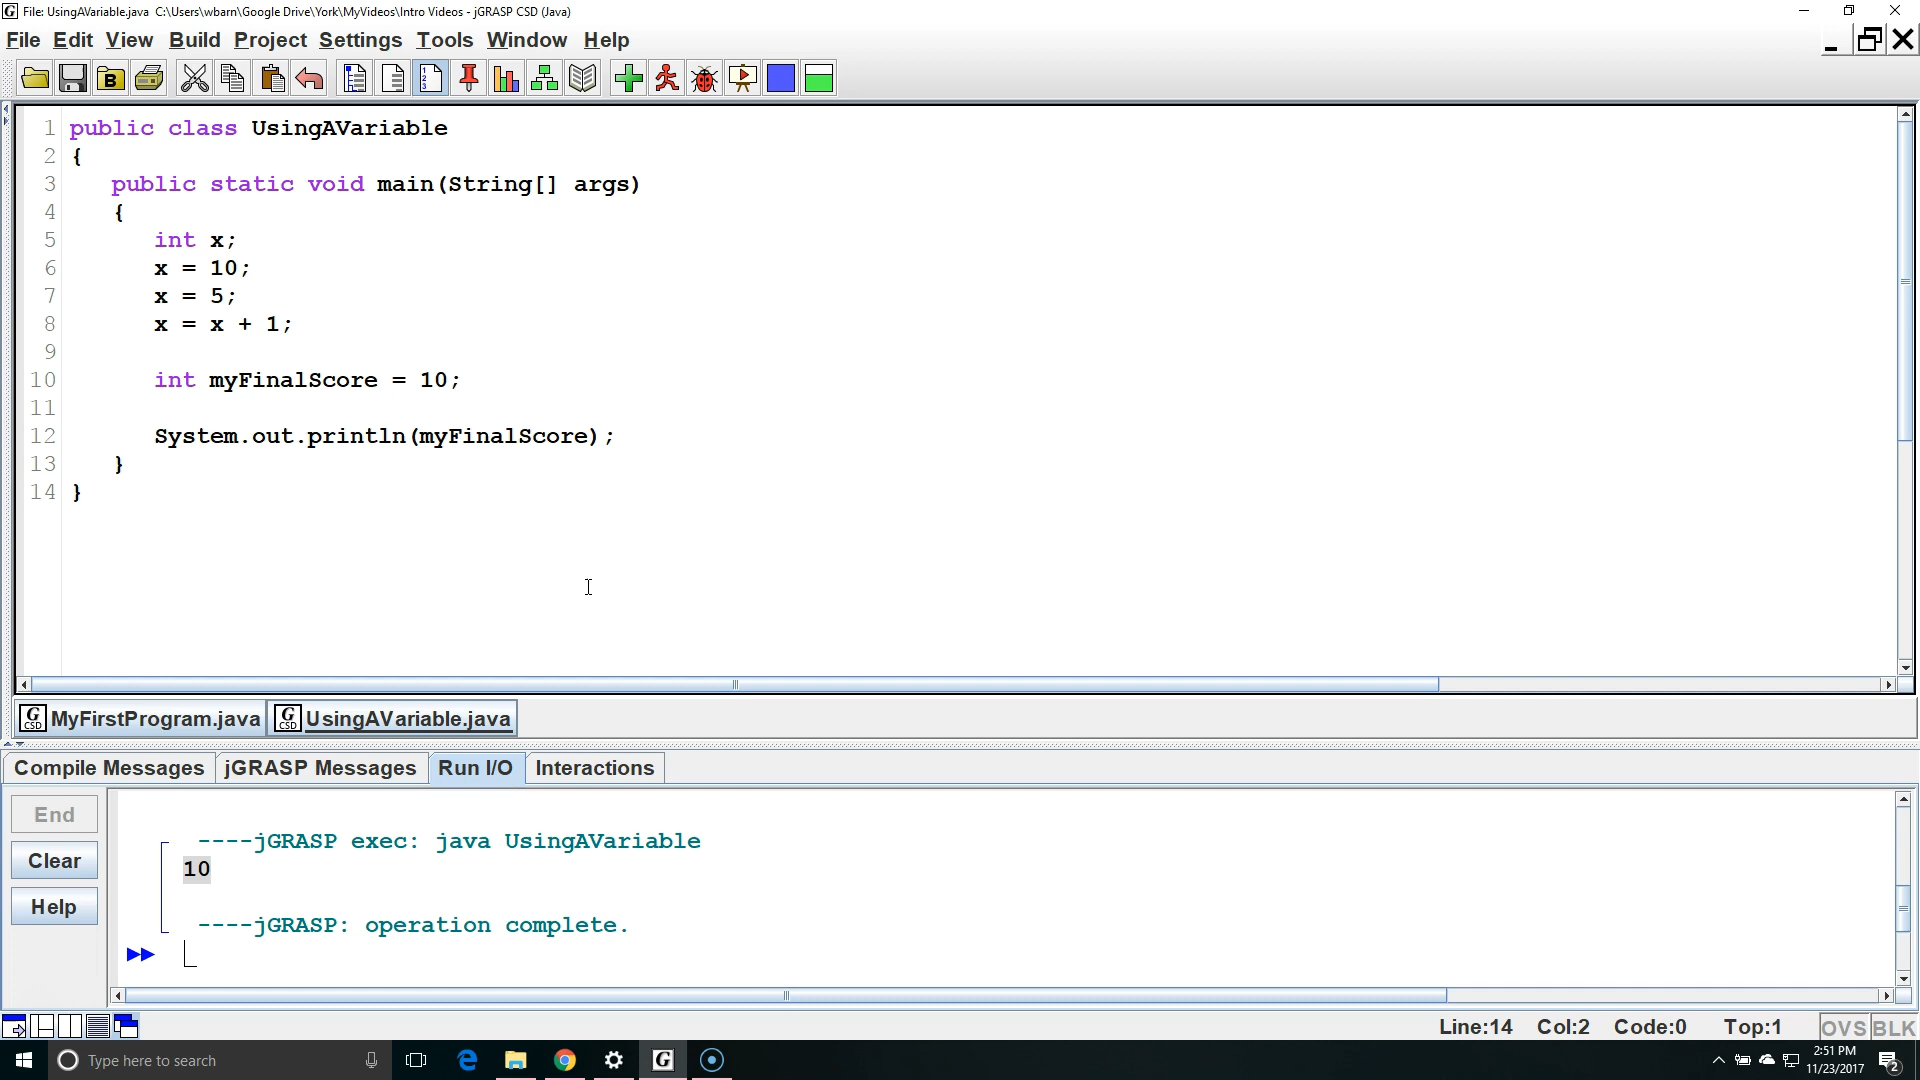 File: UsingAVariable.java  C:\Users\wbarn\Google Drive\York\MyVideos\Intro Videos - jGRASP CSD (Java)
File Edit View Build Project Settings Tools Window Help
1 public class UsingAVariable
2 {
3    public static void main(String[] args)
4    {
5       int x;
6       x = 10;
7       x = 5;
8       x = x + 1;
9
10       int myFinalScore = 10;
11
12       System.out.println(myFinalScore);
13    }
14 }
MyFirstProgram.java UsingAVariable.java
Compile Messages jGRASP Messages Run I/O Interactions
End
Clear
Help
----jGRASP exec: java UsingAVariable
10
----jGRASP: operation complete.
Line:14 Col:2 Code:0 Top:1 OVS BLK
Type here to search
2:51 PM
11/23/2017
2